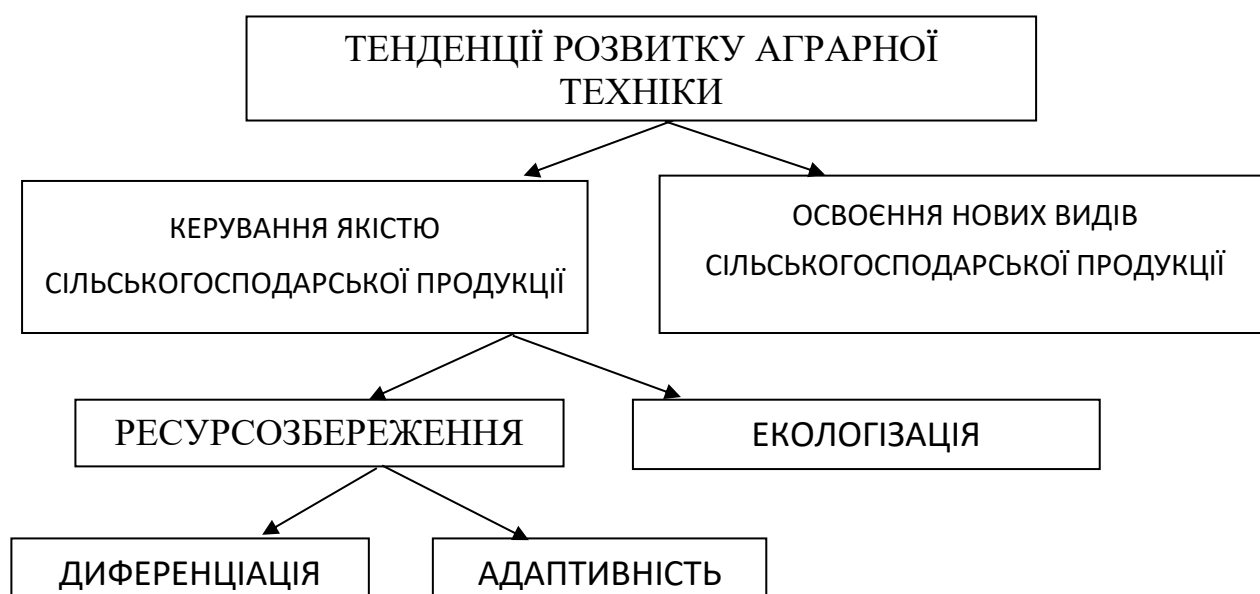 ТЕНДЕНЦІЇ РОЗВИТКУ АГРАРНОЇ
ТЕХНІКИ
КЕРУВАННЯ ЯКІСТЮ
СІЛЬСЬКОГОСПОДАРСЬКОЇ ПРОДУКЦІЇ
ОСВОЄННЯ НОВИХ ВИДІВ
СІЛЬСЬКОГОСПОДАРСЬКОЇ ПРОДУКЦІЇ
РЕСУРСОЗБЕРЕЖЕННЯ
ЕКОЛОГІЗАЦІЯ
ДИФЕРЕНЦІАЦІЯ
АДАПТИВНІСТЬ